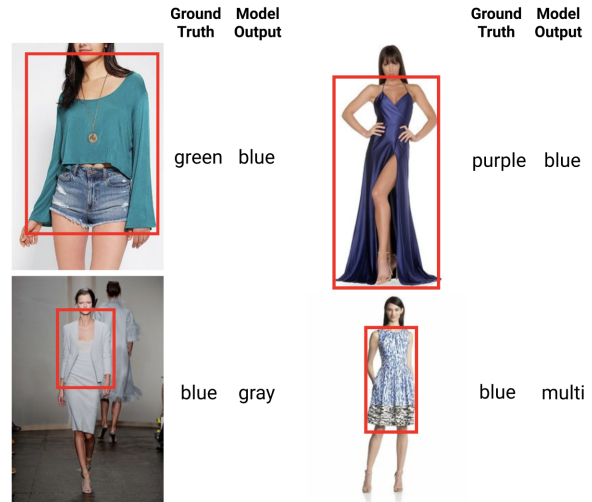 Ground Truth Model Output Ground Truth Model Output
green blue purple blue
blue gray blue multi